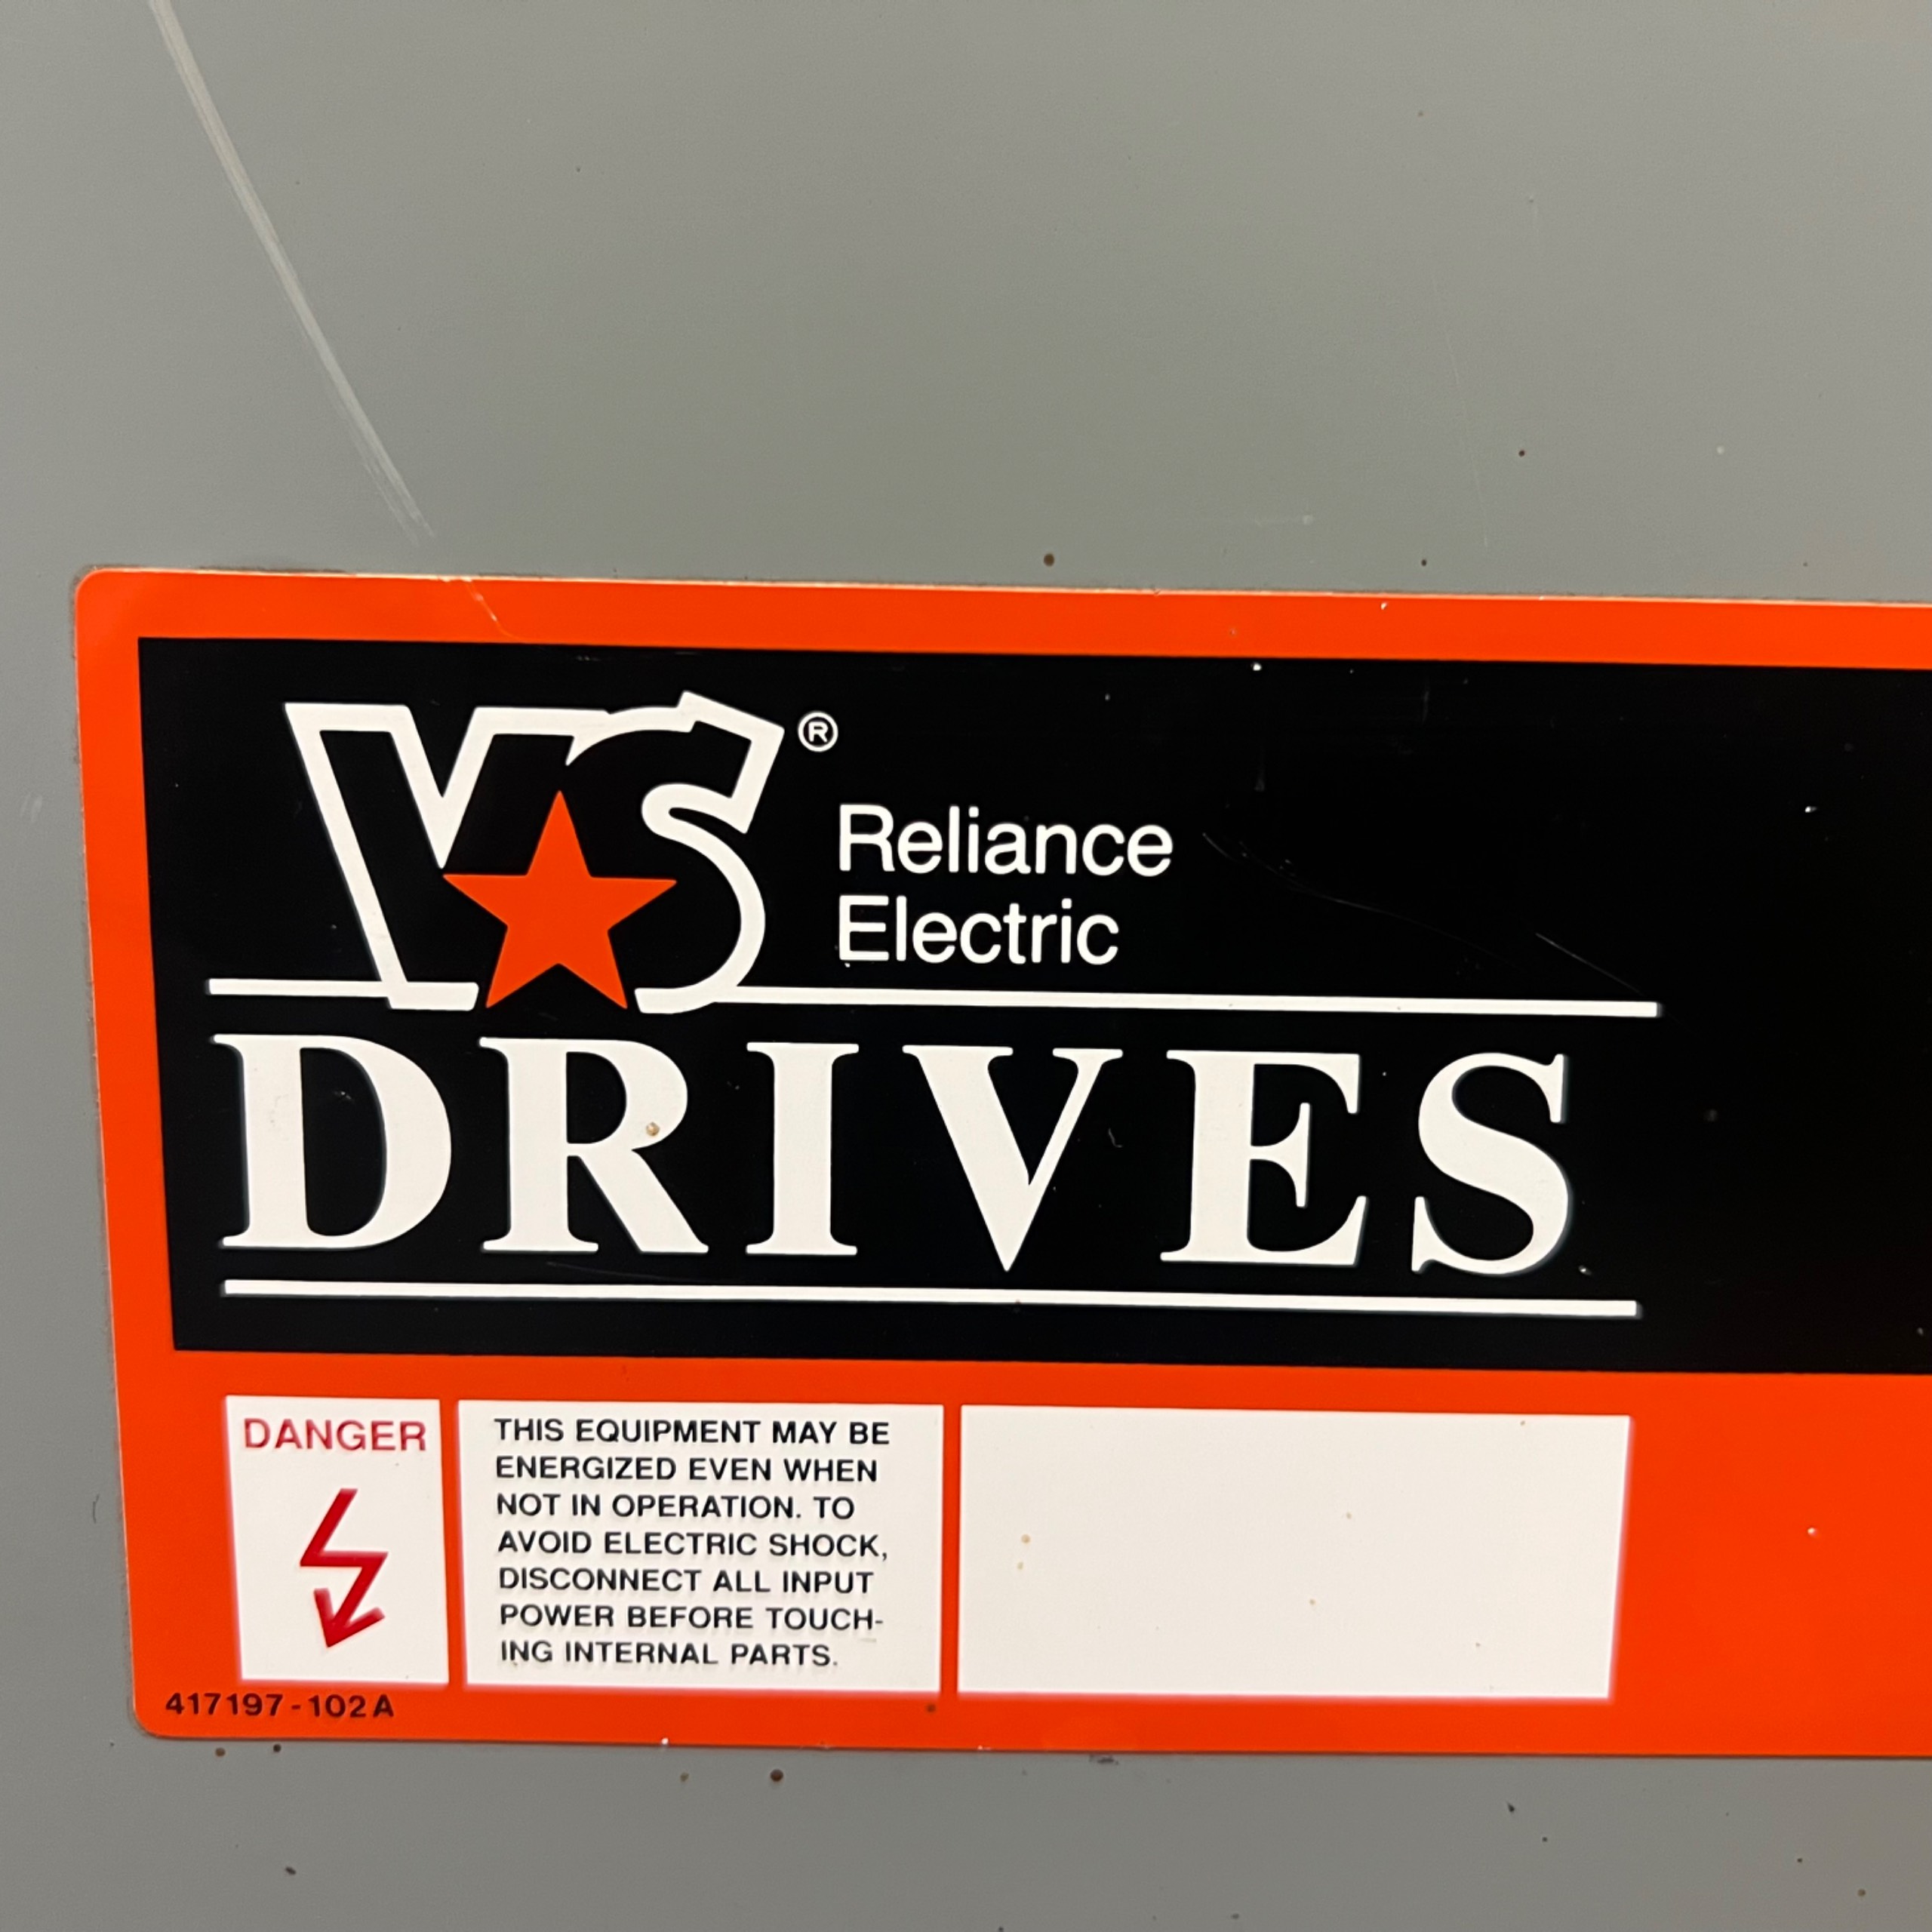 VS®
Reliance
Electric
DRIVES
DANGER
THIS EQUIPMENT MAY BE
ENERGIZED EVEN WHEN
NOT IN OPERATION. TO
AVOID ELECTRIC SHOCK,
DISCONNECT ALL INPUT
POWER BEFORE TOUCH-
ING INTERNAL PARTS.
417197-102A